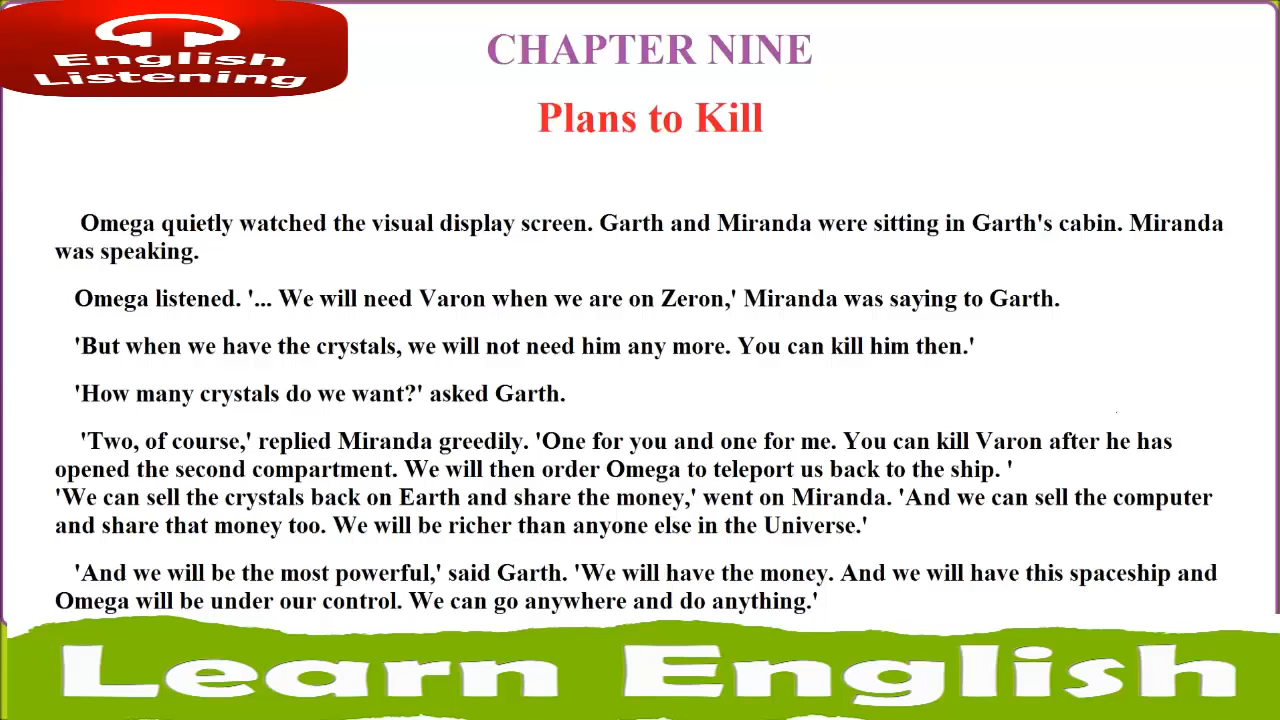 English
Listening
CHAPTER NINE
Plans to Kill
Omega quietly watched the visual display screen. Garth and Miranda were sitting in Garth's cabin. Miranda
was speaking.
Omega listened. '... We will need Varon when we are on Zeron,' Miranda was saying to Garth.
'But when we have the crystals, we will not need him any more. You can kill him then.'
'How many crystals do we want?' asked Garth.
'Two, of course,' replied Miranda greedily. 'One for you and one for me. You can kill Varon after he has
opened the second compartment. We will then order Omega to teleport us back to the ship. '
'We can sell the crystals back on Earth and share the money,' went on Miranda. 'And we can sell the computer
and share that money too. We will be richer than anyone else in the Universe.'
'And we will be the most powerful,' said Garth. 'We will have the money. And we will have this spaceship and
Omega will be under our control. We can go anywhere and do anything.'
Learn English